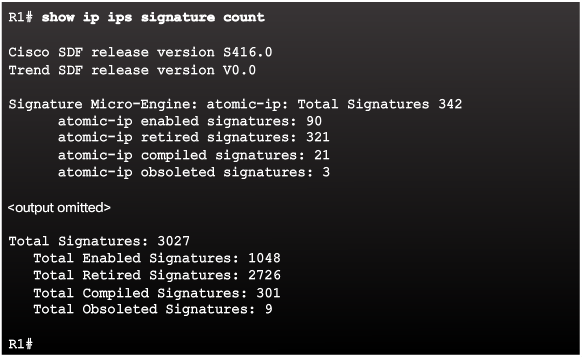 R1# show ip ips signature count
Cisco SDF release version S416.0
Trend SDF release version V0.0
Signature Micro-Engine: atomic-ip: Total Signatures 342
atomic-ip enabled signatures: 90
atomic-ip retired signatures: 321
atomic-ip compiled signatures: 21
atomic-ip obsoleted signatures: 3
<output omitted>
Total Signatures: 3027
Total Enabled Signatures: 1048
Total Retired Signatures: 2726
Total Compiled Signatures: 301
Total Obsoleted Signatures: 9
R1#